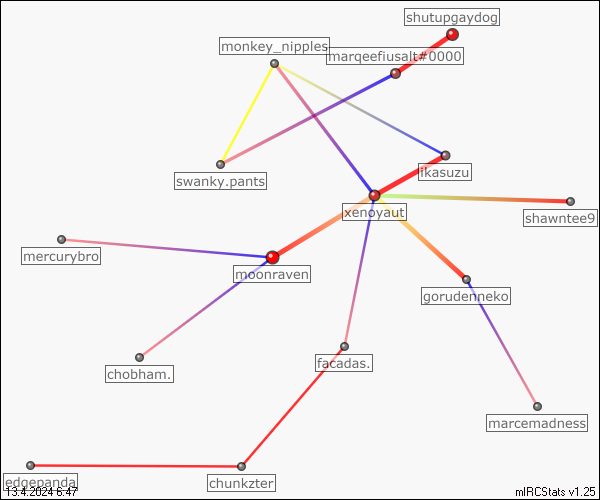 shutupgaydog
monkey_nipples
marqeefiusalt#0000
ikasuzu
swanky.pants
xenoyaut
shawntee9
mercurybro
moonraven
gorudenneko
facadas.
chobham.
marcemadness
edgepanda
chunkzter
13.4.2024 6:47
mIRCStats v1.25